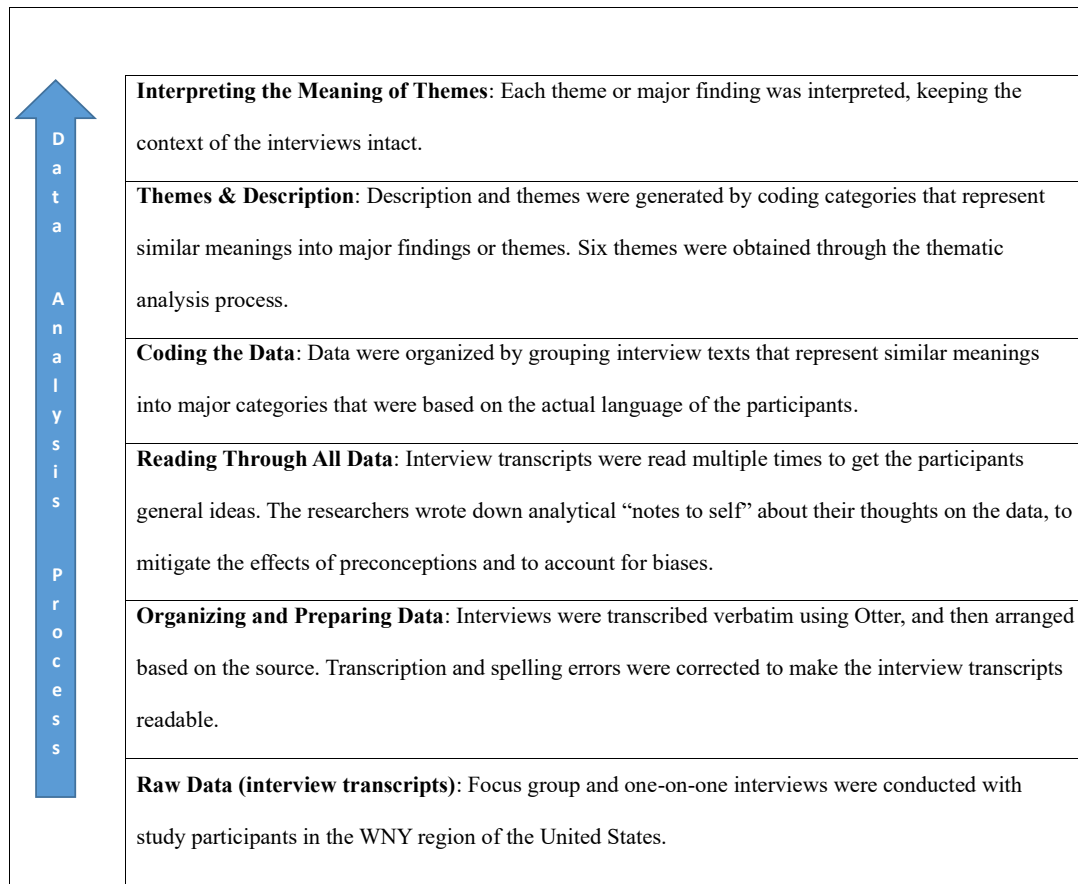 Data Analysis Process
Interpreting the Meaning of Themes: Each theme or major finding was interpreted, keeping the
context of the interviews intact.
Themes & Description: Description and themes were generated by coding categories that represent
similar meanings into major findings or themes. Six themes were obtained through the thematic
analysis process.
Coding the Data: Data were organized by grouping interview texts that represent similar meanings
into major categories that were based on the actual language of the participants.
Reading Through All Data: Interview transcripts were read multiple times to get the participants
general ideas. The researchers wrote down analytical “notes to self” about their thoughts on the data, to
mitigate the effects of preconceptions and to account for biases.
Organizing and Preparing Data: Interviews were transcribed verbatim using Otter, and then arranged
based on the source. Transcription and spelling errors were corrected to make the interview transcripts
readable.
Raw Data (interview transcripts): Focus group and one-on-one interviews were conducted with
study participants in the WNY region of the United States.